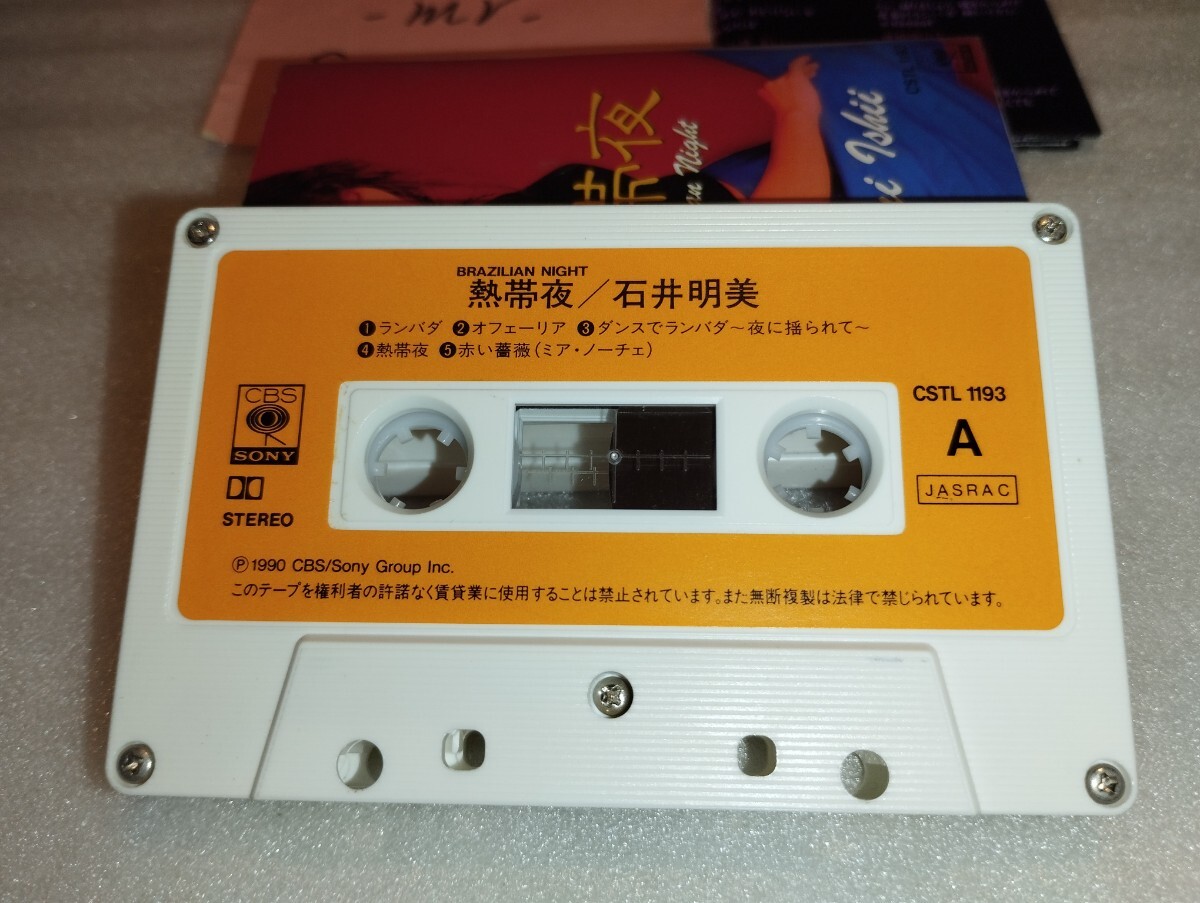 夜
Night
Ishii
BRAZILIAN NIGHT
熱帯夜／石井明美
❶ランバダ ❷オフェーリア ❸ダンスでランバダ〜夜に揺られて〜
❹熱帯夜 ❺赤い薔薇(ミア・ノーチェ)
CBS
SONY
STEREO
CSTL 1193
A
JASRAC
Ⓟ1990 CBS/Sony Group Inc.
このテープを権利者の許諾なく賃貸業に使用することは禁止されています。また無断複製は法律で禁じられています。